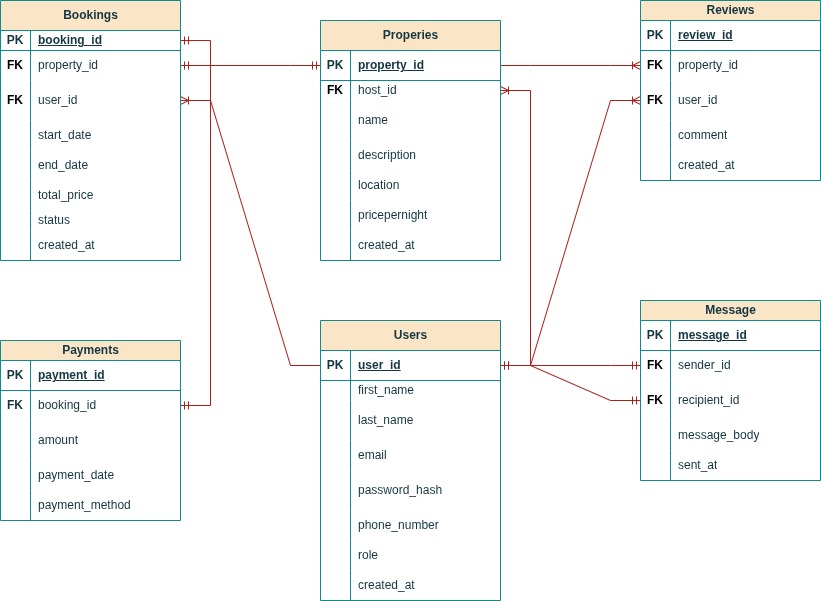 Bookings
PK booking_id
FK property_id
FK user_id
start_date
end_date
total_price
status
created_at
Properies
PK property_id
FK host_id
name
description
location
pricepernight
created_at
Reviews
PK review_id
FK property_id
FK user_id
comment
created_at
Payments
PK payment_id
FK booking_id
amount
payment_date
payment_method
Users
PK user_id
first_name
last_name
email
password_hash
phone_number
role
created_at
Message
PK message_id
FK sender_id
FK recipient_id
message_body
sent_at